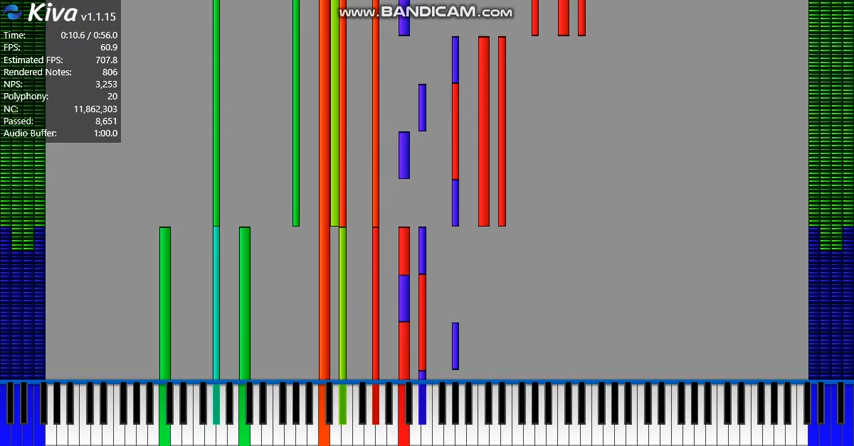 Kiva v1.1.15
www.BANDICAM.com
Time: 0:10.6 / 0:56.0
FPS: 60.9
Estimated FPS: 707.8
Rendered Notes: 806
NPS: 3,253
Polyphony: 20
NC: 11,862,303
Passed: 8,651
Audio Buffer: 1:00.0